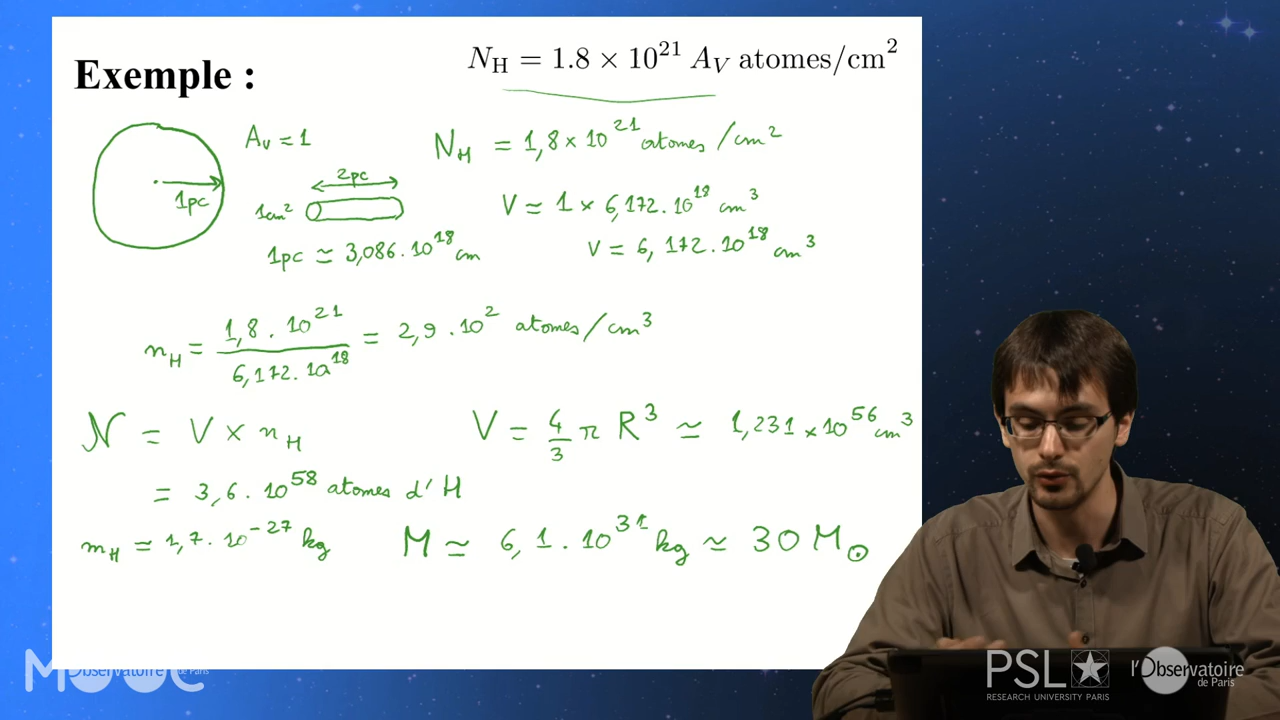 Exemple :
N_H = 1.8 × 10^21 A_V atomes/cm^2
A_V = 1
N_H = 1,8 × 10^21 atomes / cm^2
1pc
2pc
1cm^2
V ≃ 1 × 6,172.10^18 cm^3
1pc ≃ 3,086.10^18 cm
V = 6,172.10^18 cm^3
n_H = 1,8.10^21 / 6,172.10^18 = 2,9.10^2 atomes/cm^3
N = V × n_H
V = 4/3 π R^3 ≃ 1,231 × 10^56 cm^3
= 3,6.10^58 atomes d'H
m_H ≃ 1,7.10^-27 kg
M ≃ 6,1.10^31 kg ≃ 30 M_⊙
MOOC
l'Observatoire de Paris
PSL
RESEARCH UNIVERSITY PARIS
l'Observatoire
de Paris